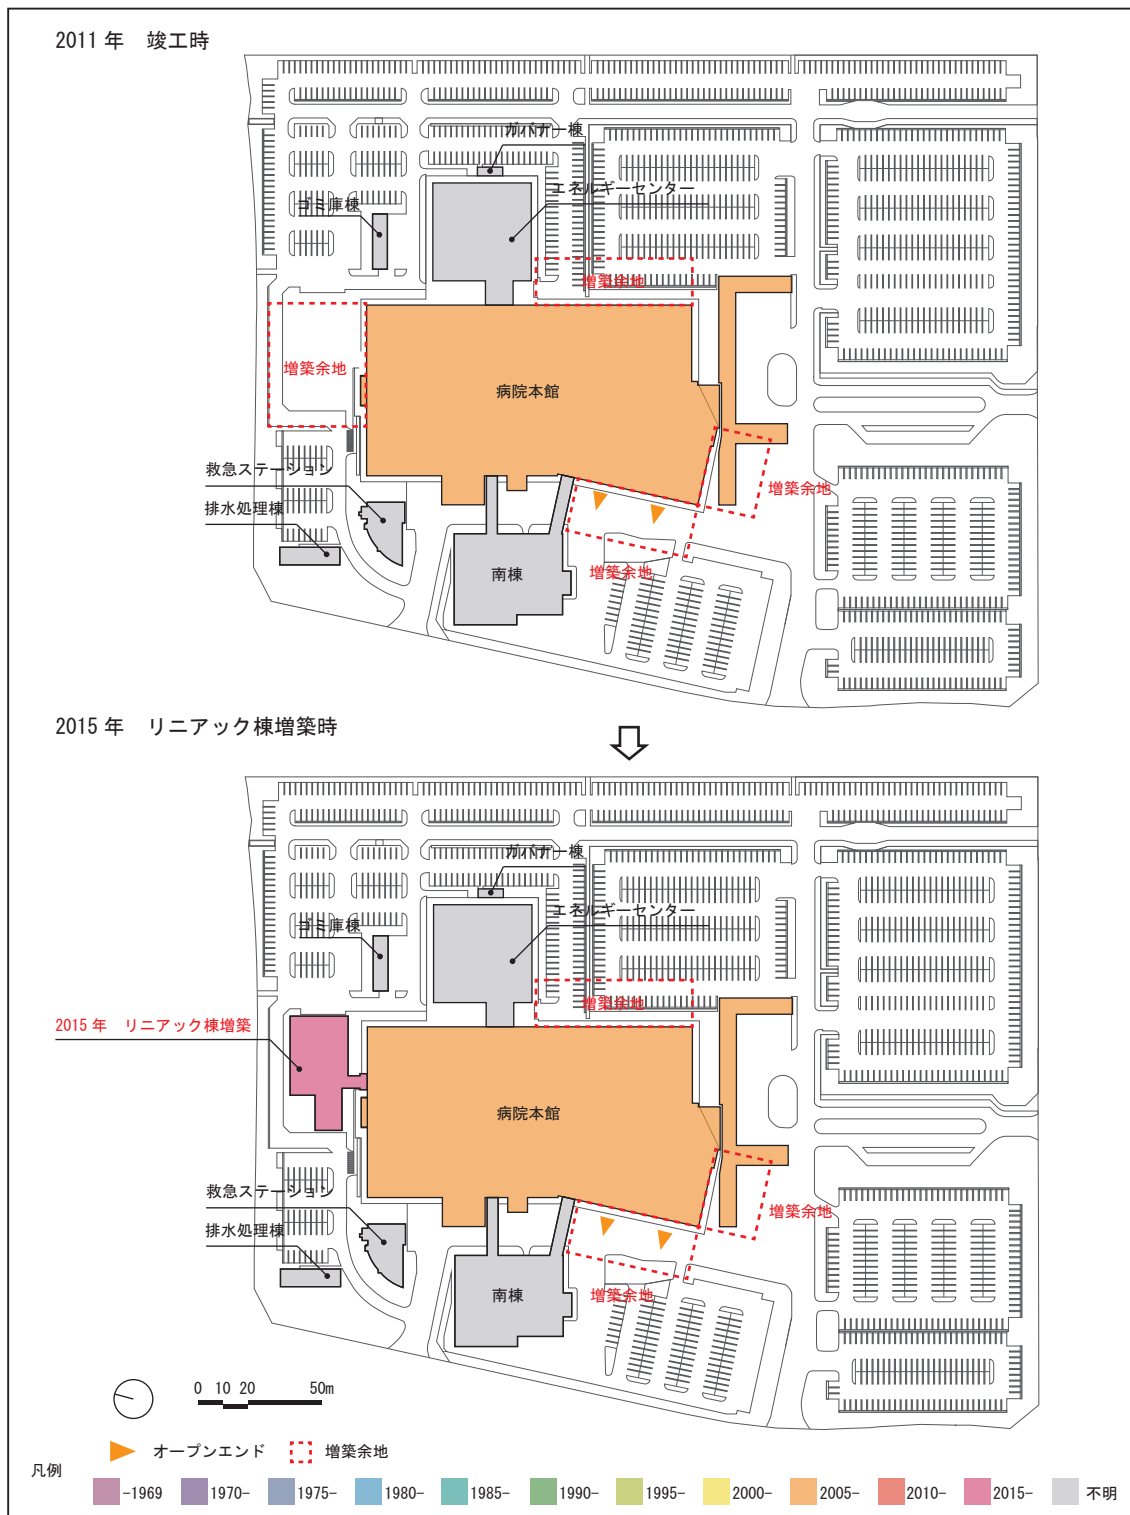 2011 年　竣工時
ガバナー棟
エネルギーセンター
ゴミ庫棟
増築余地
増築余地
病院本館
救急ステーション
増築余地
排水処理棟
南棟
増築余地
2015 年　リニアック棟増築時
ガバナー棟
エネルギーセンター
ゴミ庫棟
増築余地
2015 年　リニアック棟増築
病院本館
救急ステーション
増築余地
排水処理棟
南棟
増築余地
0 10 20 50m
オープンエンド 増築余地
凡例
-1969 1970- 1975- 1980- 1985- 1990- 1995- 2000- 2005- 2010- 2015- 不明